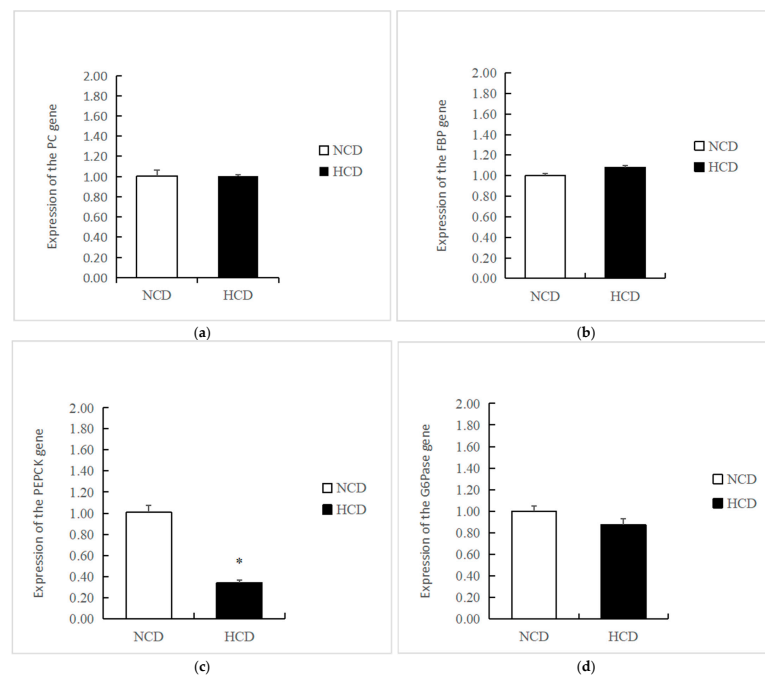 Expression of the PC gene
2.00
1.80
1.60
1.40
1.20
1.00
0.80
0.60
0.40
0.20
0.00
NCD
HCD
NCD
HCD
(a)
Expression of the FBP gene
2.00
1.80
1.60
1.40
1.20
1.00
0.80
0.60
0.40
0.20
0.00
NCD
HCD
NCD
HCD
(b)
Expression of the PEPCK gene
2.00
1.80
1.60
1.40
1.20
1.00
0.80
0.60
0.40
0.20
0.00
*
NCD
HCD
NCD
HCD
(c)
Expression of the G6Pase gene
2.00
1.80
1.60
1.40
1.20
1.00
0.80
0.60
0.40
0.20
0.00
NCD
HCD
NCD
HCD
(d)